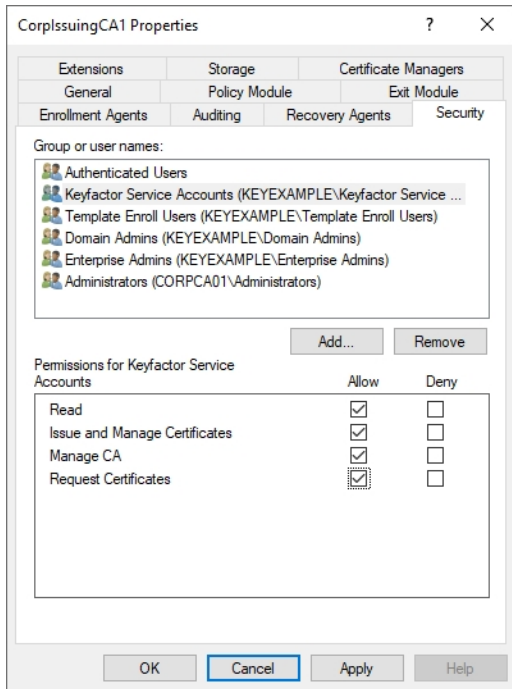 CorpIssuingCA1 Properties ? ×
Extensions Storage Certificate Managers
General Policy Module Exit Module
Enrollment Agents Auditing Recovery Agents Security
Group or user names:
Authenticated Users
Keyfactor Service Accounts (KEYEXAMPLE\Keyfactor Service ...
Template Enroll Users (KEYEXAMPLE\Template Enroll Users)
Domain Admins (KEYEXAMPLE\Domain Admins)
Enterprise Admins (KEYEXAMPLE\Enterprise Admins)
Administrators (CORPCA01\Administrators)
Add... Remove
Permissions for Keyfactor Service
Accounts Allow Deny
Read
Issue and Manage Certificates
Manage CA
Request Certificates
OK Cancel Apply Help